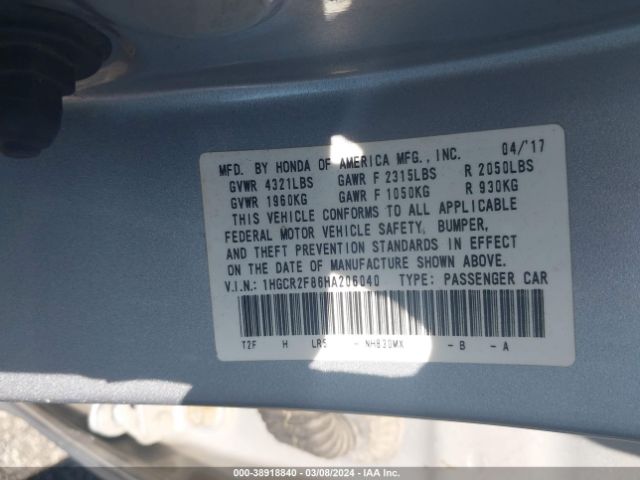 MFD. BY HONDA OF AMERICA MFG., INC. 04/'17
GVWR 4321LBS GAWR F 2315LBS R 2050LBS
GVWR 1960KG GAWR F 1050KG R 930KG
THIS VEHICLE CONFORMS TO ALL APPLICABLE
FEDERAL MOTOR VEHICLE SAFETY, BUMPER,
AND THEFT PREVENTION STANDARDS IN EFFECT
ON THE DATE OF MANUFACTURE SHOWN ABOVE.
V.I.N.: 1HGCR2F86HA206040 TYPE: PASSENGER CAR
T2F H LR5 - NH830MX - B - A
000-38918840 / 03/08/2024 / IAA Inc.